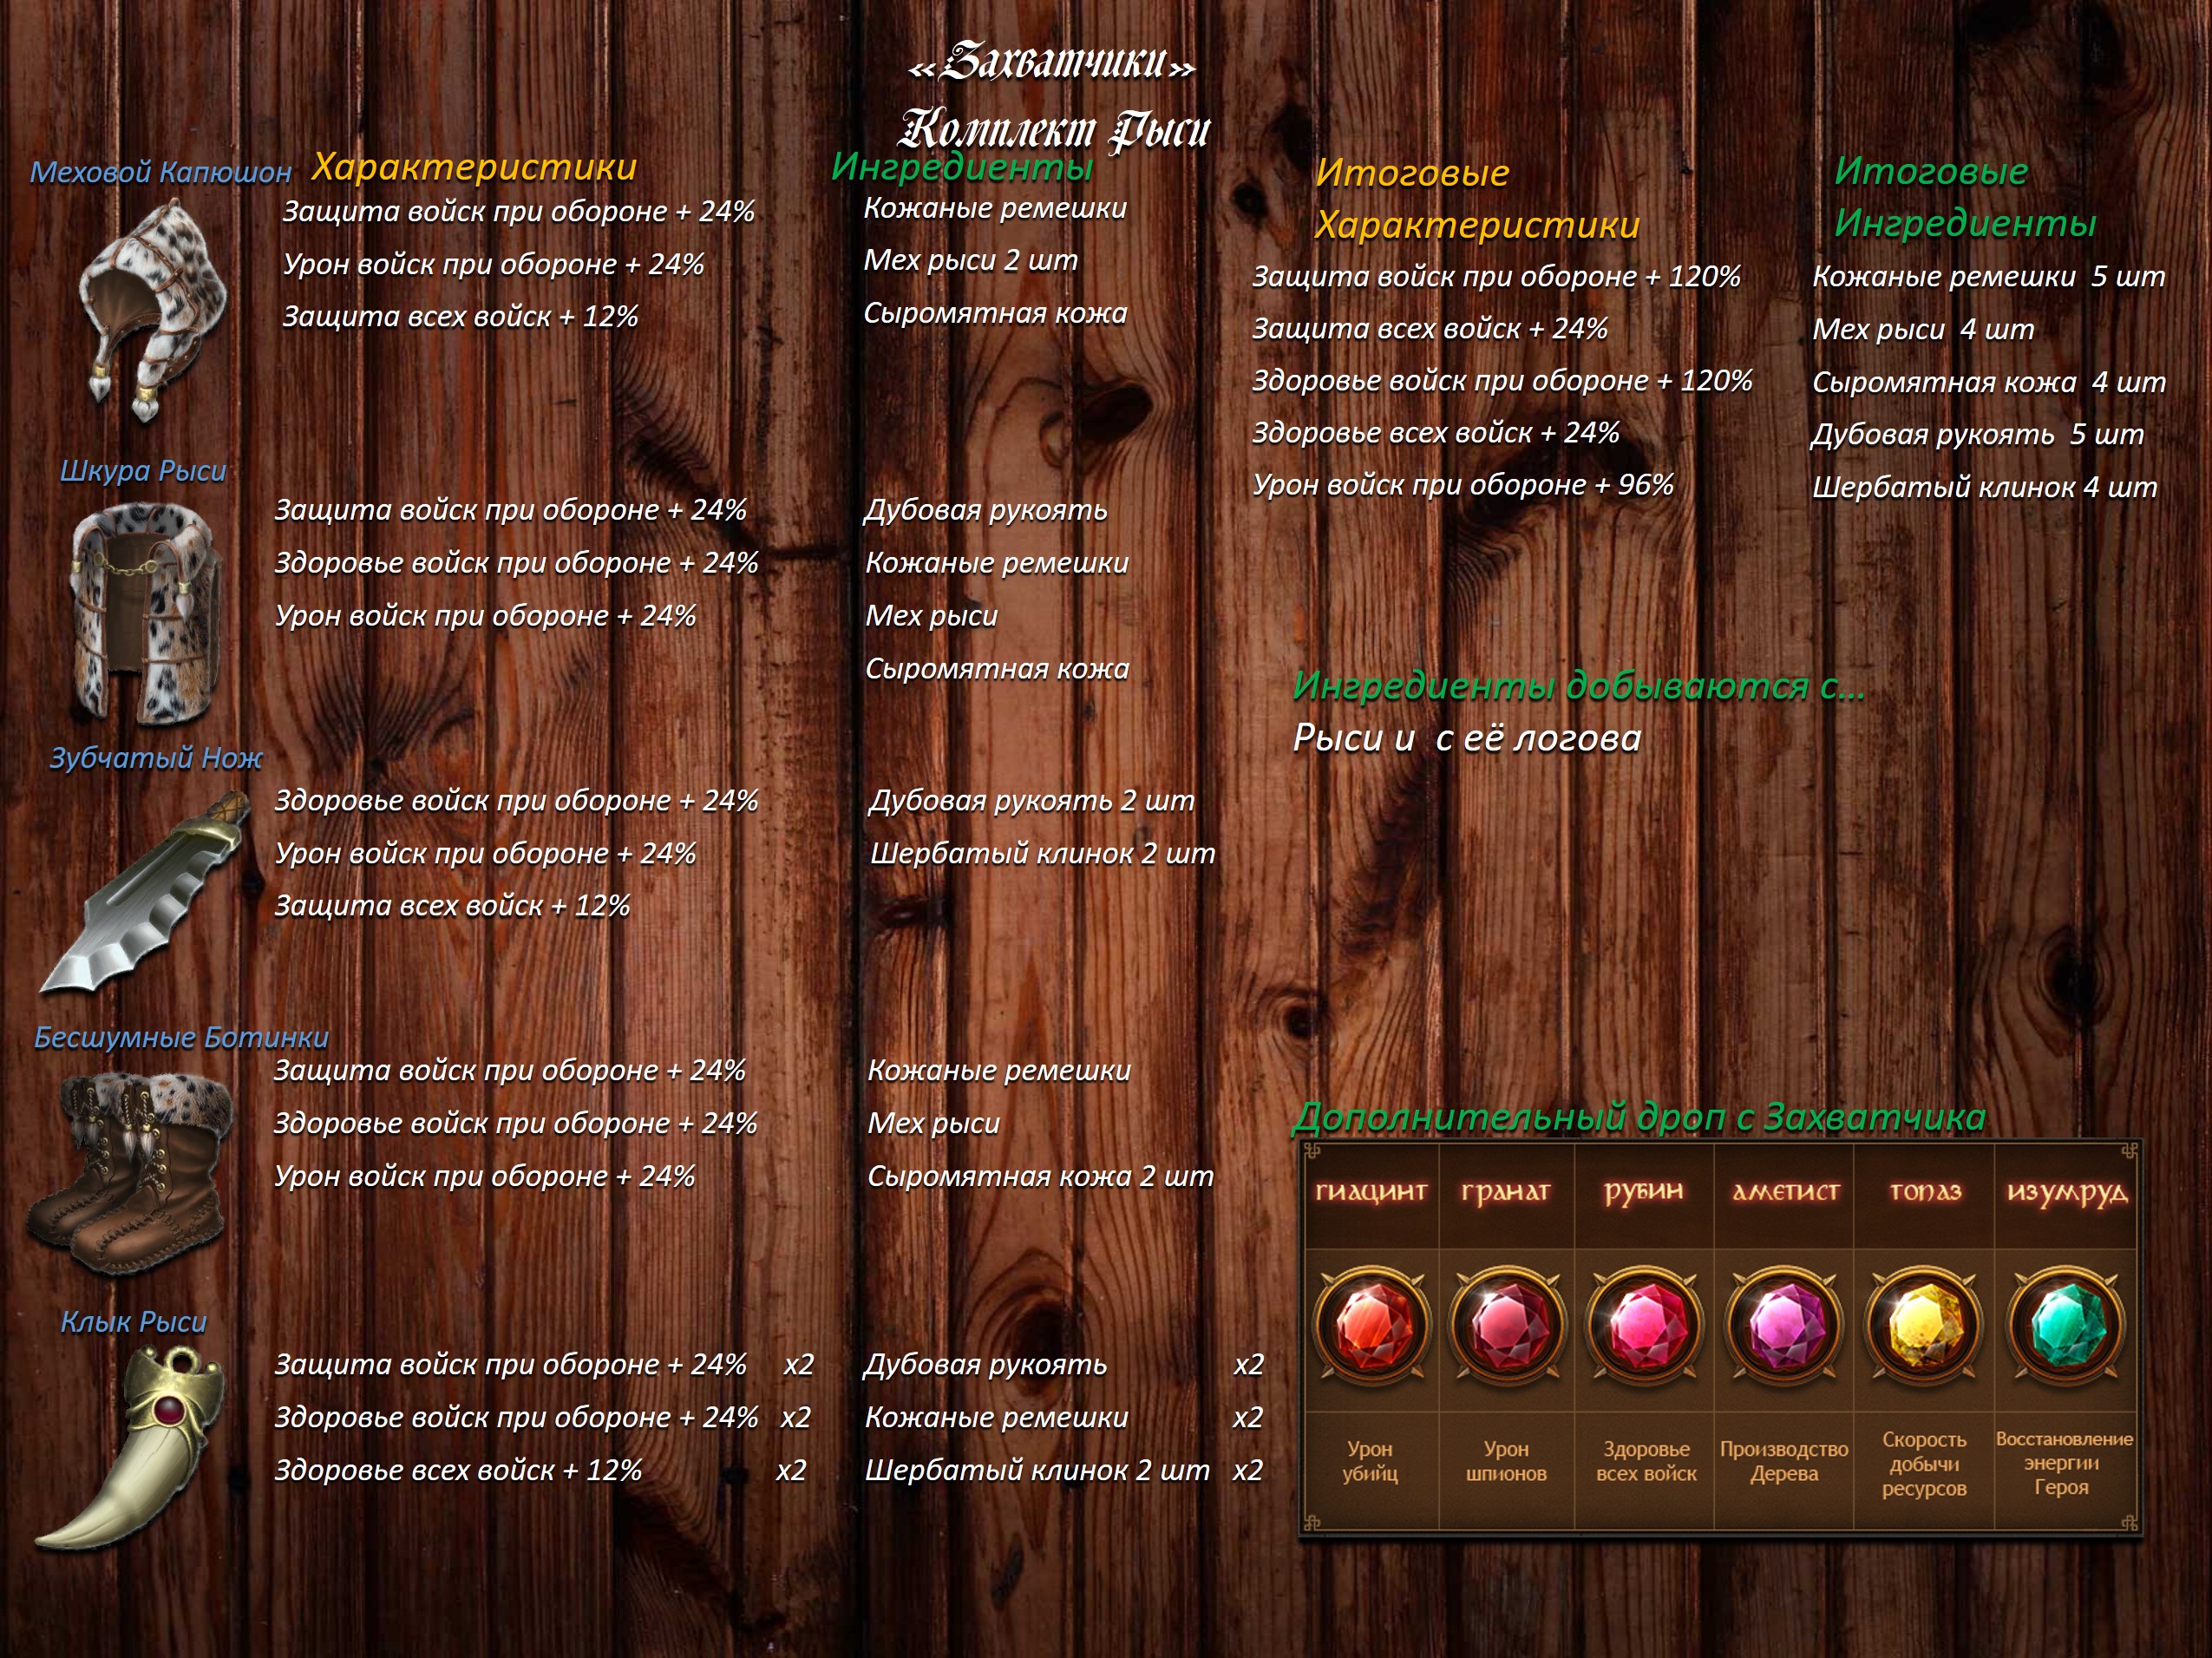 «Захватчики»
Комплект Рыси
Меховой Капюшон
Характеристики
Ингредиенты
Защита войск при обороне + 24%
Кожаные ремешки
Урон войск при обороне + 24%
Мех рыси 2 шт
Защита всех войск + 12%
Сыромятная кожа
Шкура Рыси
Защита войск при обороне + 24%
Дубовая рукоять
Здоровье войск при обороне + 24%
Кожаные ремешки
Урон войск при обороне + 24%
Мех рыси
Сыромятная кожа
Зубчатый Нож
Здоровье войск при обороне + 24%
Дубовая рукоять 2 шт
Урон войск при обороне + 24%
Шербатый клинок 2 шт
Защита всех войск + 12%
Бесшумные Ботинки
Защита войск при обороне + 24%
Кожаные ремешки
Здоровье войск при обороне + 24%
Мех рыси
Урон войск при обороне + 24%
Сыромятная кожа 2 шт
Клык Рыси
Защита войск при обороне + 24% x2
Дубовая рукоять x2
Здоровье войск при обороне + 24% x2
Кожаные ремешки x2
Здоровье всех войск + 12% x2
Шербатый клинок 2 шт x2
Итоговые
Характеристики
Защита войск при обороне + 120%
Защита всех войск + 24%
Здоровье войск при обороне + 120%
Здоровье всех войск + 24%
Урон войск при обороне + 96%
Итоговые
Ингредиенты
Кожаные ремешки 5 шт
Мех рыси 4 шт
Сыромятная кожа 4 шт
Дубовая рукоять 5 шт
Шербатый клинок 4 шт
Ингредиенты добываются с...
Рыси и с её логова
Дополнительный дроп с Захватчика
гиацинт
гранат
рубин
аметист
топаз
изумруд
Урон
убийц
Урон
шпионов
Здоровье
всех войск
Производство
Дерева
Скорость
добычи
ресурсов
Восстановление
энергии
Героя